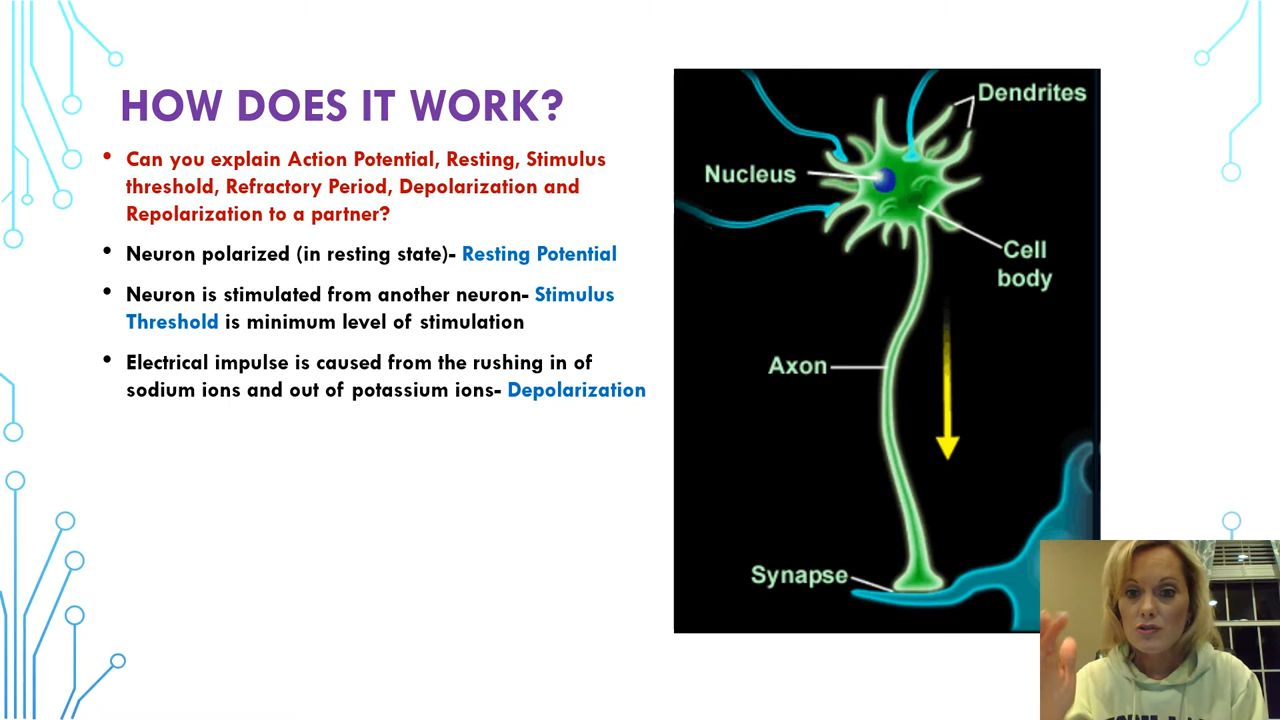 HOW DOES IT WORK?
• Can you explain Action Potential, Resting, Stimulus
threshold, Refractory Period, Depolarization and
Repolarization to a partner?
• Neuron polarized (in resting state)- Resting Potential
• Neuron is stimulated from another neuron- Stimulus
Threshold is minimum level of stimulation
• Electrical impulse is caused from the rushing in of
sodium ions and out of potassium ions- Depolarization
Dendrites
Nucleus
Cell
body
Axon
Synapse